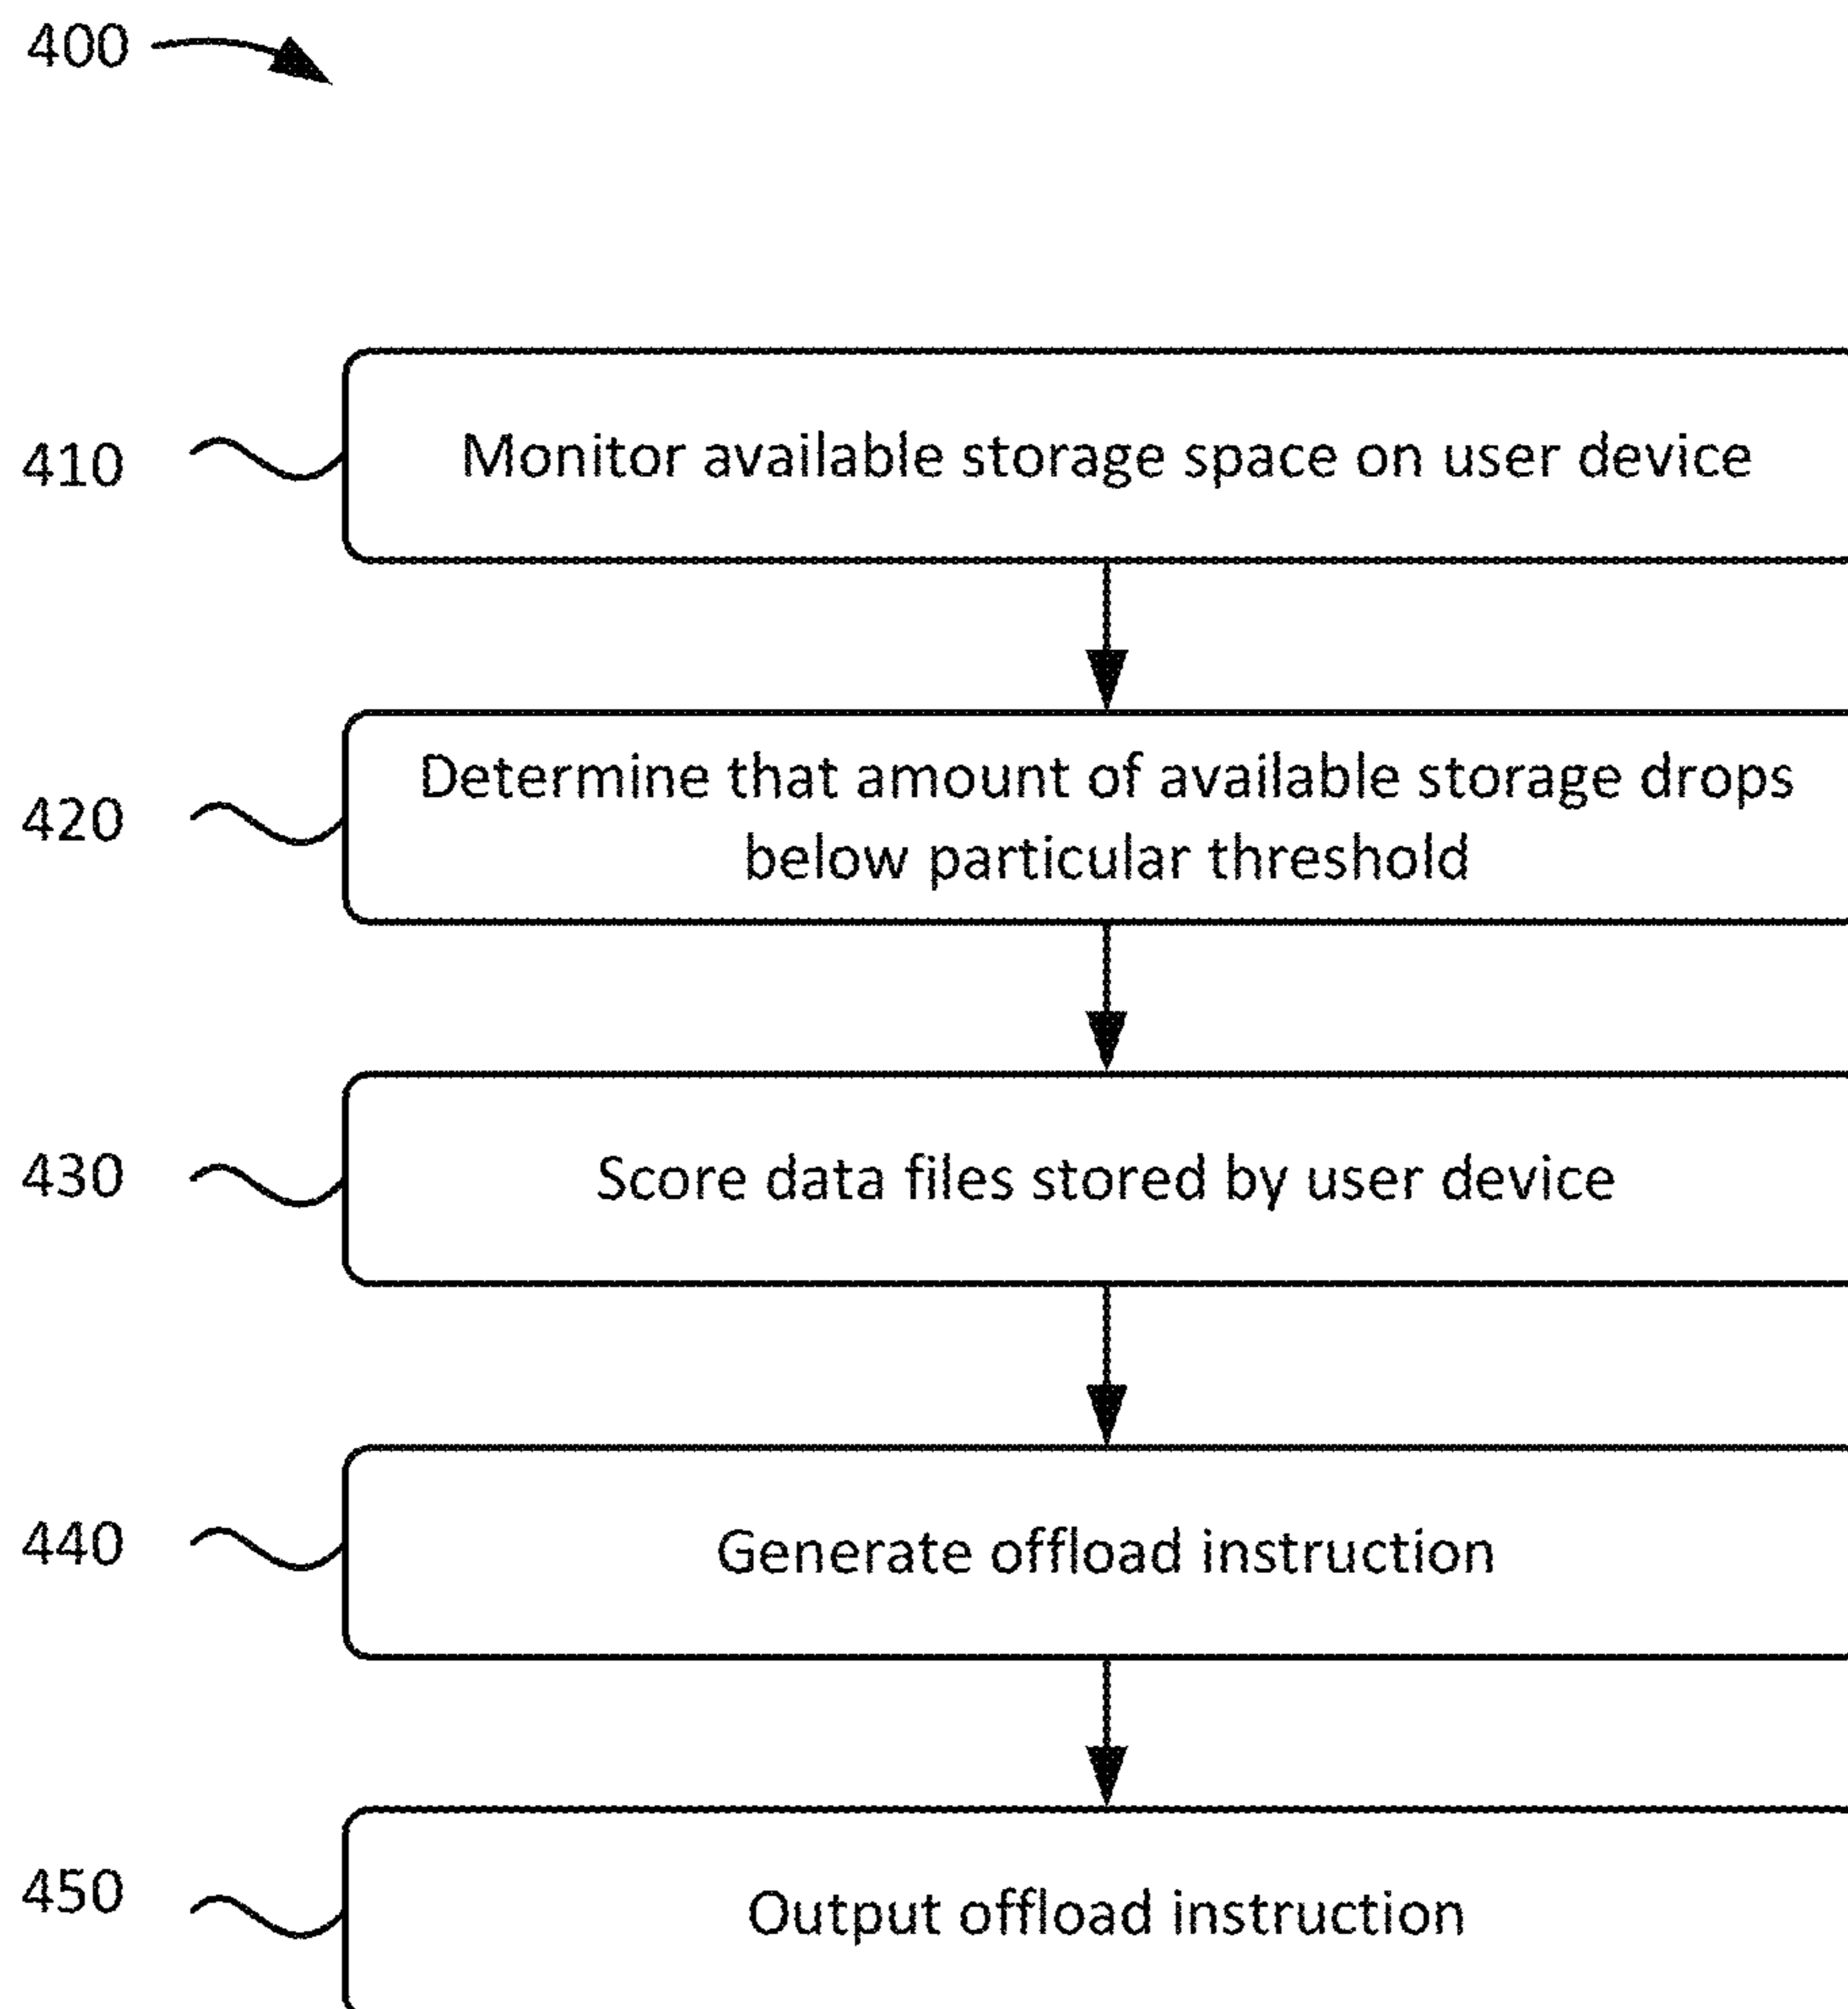 400
410
Monitor available storage space on user device
420
Determine that amount of available storage drops
below particular threshold
430
Score data files stored by user device
440
Generate offload instruction
450
Output offload instruction